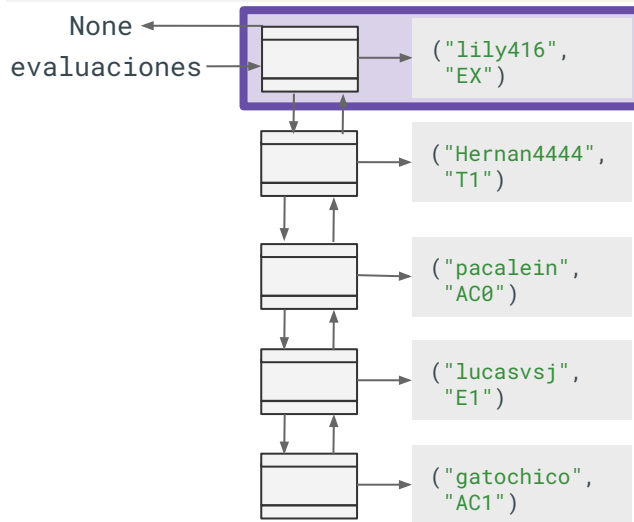 None
evaluaciones
("lily416",
"EX")
("Hernan4444",
"T1")
("pacalein",
"AC0")
("lucasvsj",
"E1")
("gatochico",
"AC1")